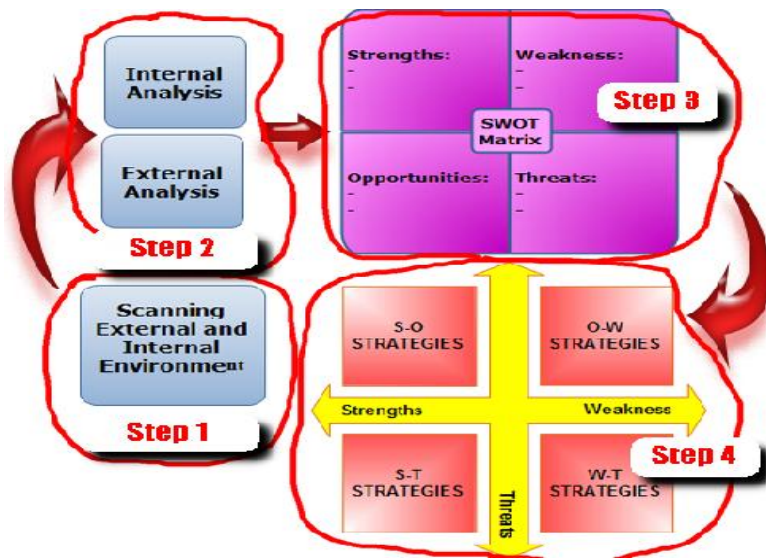 Internal
Analysis
External
Analysis
Step 2
Scanning
External and
Internal
Environment
Step 1
Strengths:
-
-
Weakness:
-
-
Step 3
SWOT
Matrix
Opportunities:
-
-
Threats:
-
-
S-O
STRATEGIES
O-W
STRATEGIES
Strengths
Weakness
S-T
STRATEGIES
W-T
STRATEGIES
Threats
Step 4